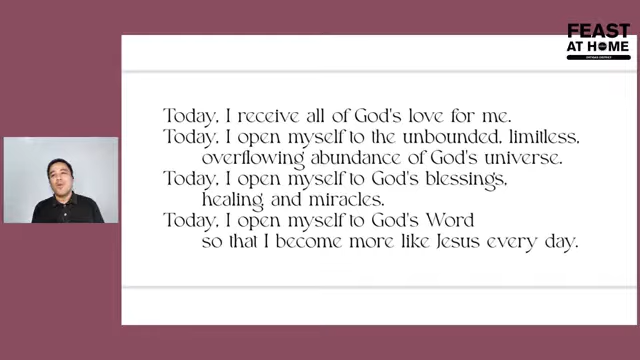 FEAST
AT HOME
Today, I receive all of God's love for me.
Today, I open myself to the unbounded, limitless,
overflowing abundance of God's universe.
Today, I open myself to God's blessings,
healing, and miracles.
Today, I open myself to God's Word
so that I become more like Jesus every day.